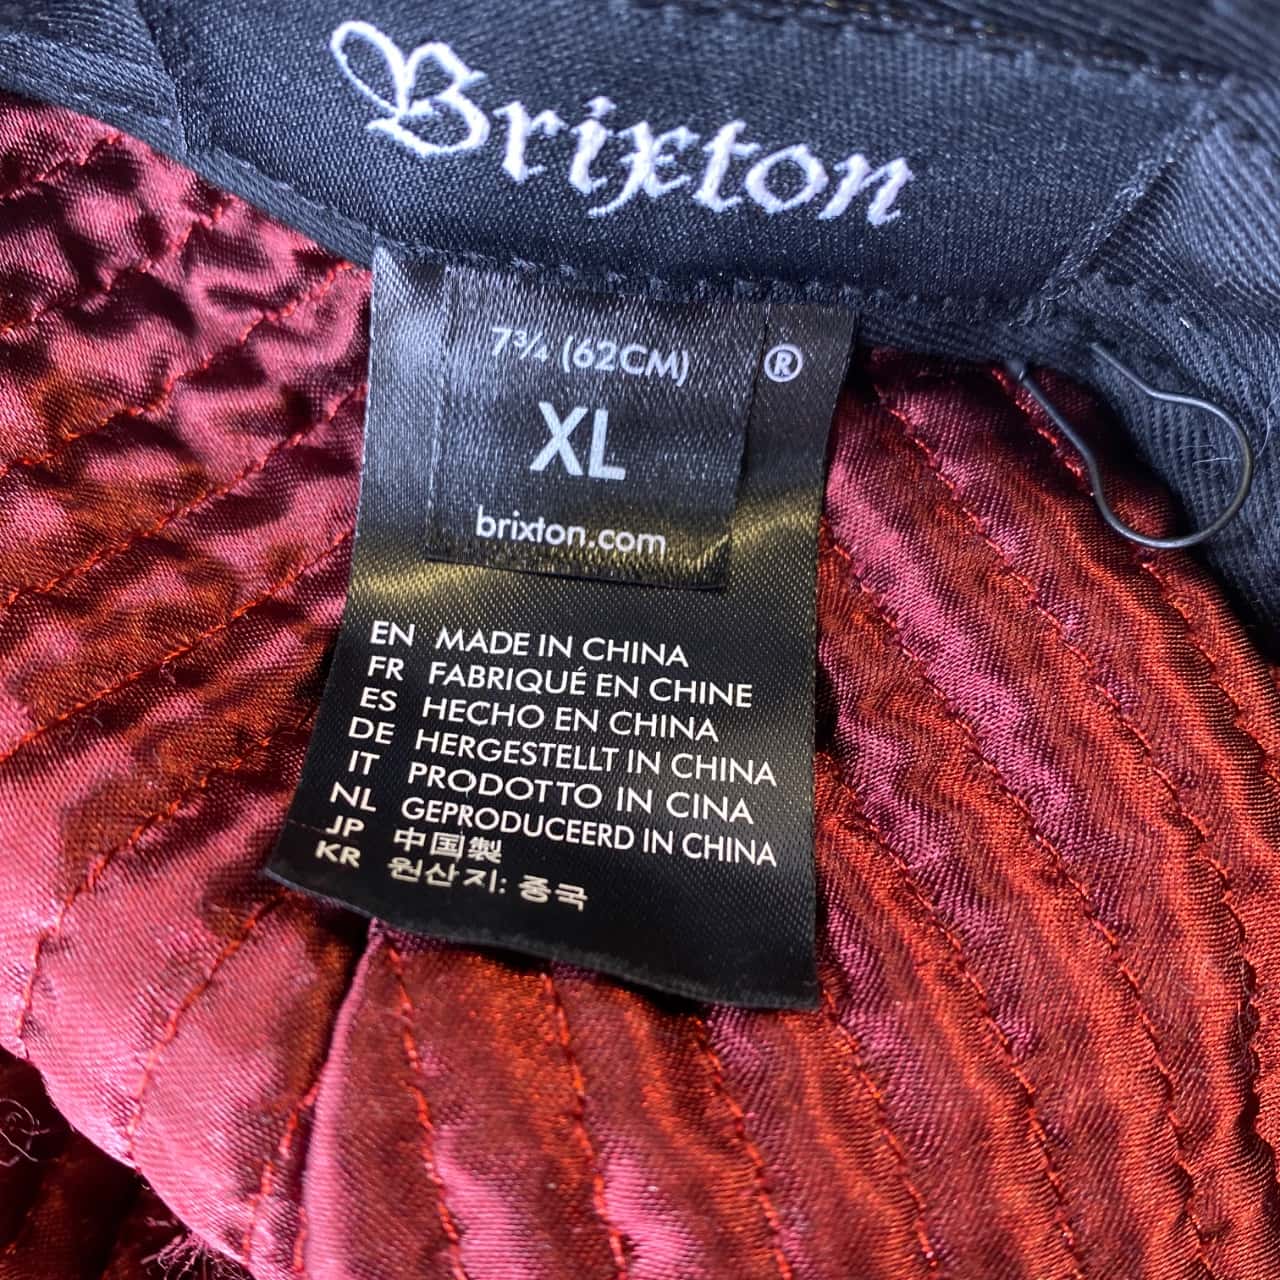 Brixton
7¾ (62CM)
®
XL
brixton.com
EN MADE IN CHINA
FR FABRIQUÉ EN CHINE
ES HECHO EN CHINA
DE HERGESTELLT IN CHINA
IT PRODOTTO IN CINA
NL GEPRODUCEERD IN CHINA
JP 中国製
KR 원산지: 중국